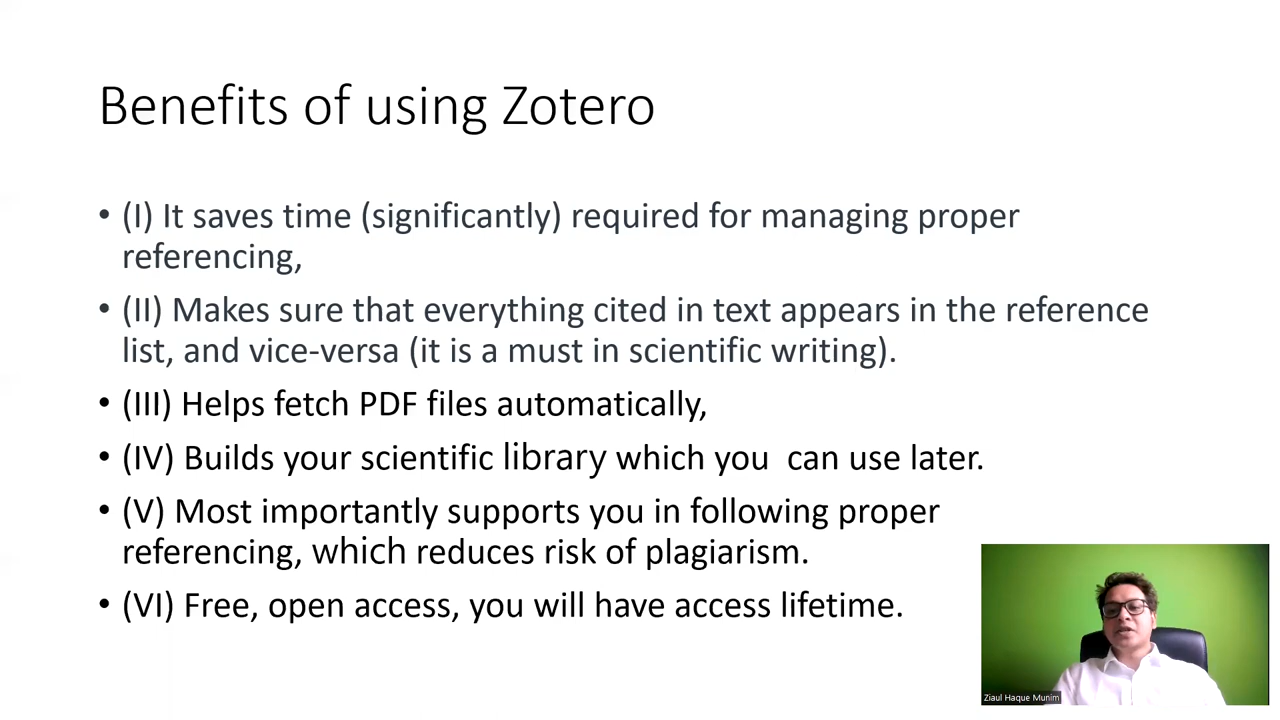 Benefits of using Zotero
• (I) It saves time (significantly) required for managing proper
referencing,
• (II) Makes sure that everything cited in text appears in the reference
list, and vice-versa (it is a must in scientific writing).
• (III) Helps fetch PDF files automatically,
• (IV) Builds your scientific library which you  can use later.
• (V) Most importantly supports you in following proper
referencing, which reduces risk of plagiarism.
• (VI) Free, open access, you will have access lifetime.
Ziaul Haque Munim